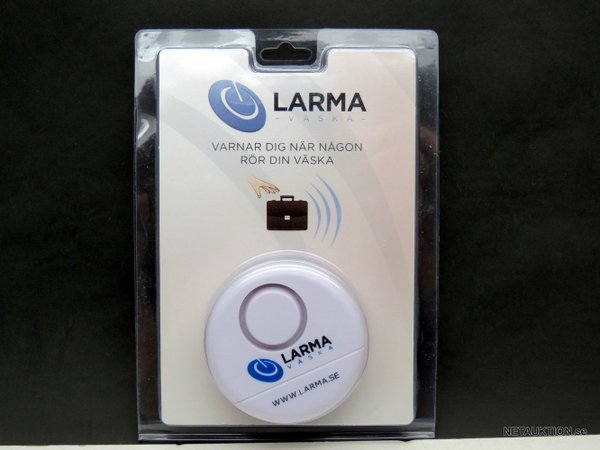 LARMA
-VÄSKA-
VARNAR DIG NÄR NÅGON
RÖR DIN VÄSKA
LARMA
VÄSKA
WWW.LARMA.SE
NETAUKTION.se